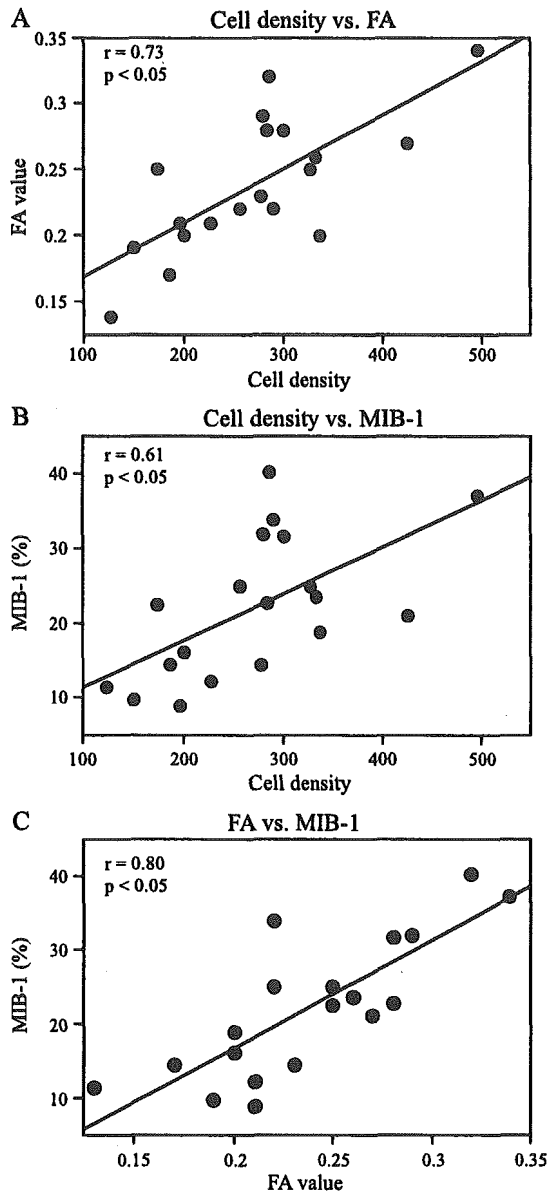 A
Cell density vs. FA
r = 0.73
p < 0.05
0.35
0.3
0.25
0.2
0.15
FA value
100 200 300 400 500
Cell density
B
Cell density vs. MIB-1
r = 0.61
p < 0.05
40
30
20
10
MIB-1 (%)
100 200 300 400 500
Cell density
C
FA vs. MIB-1
r = 0.80
p < 0.05
40
30
20
10
MIB-1 (%)
0.15 0.2 0.25 0.3 0.35
FA value